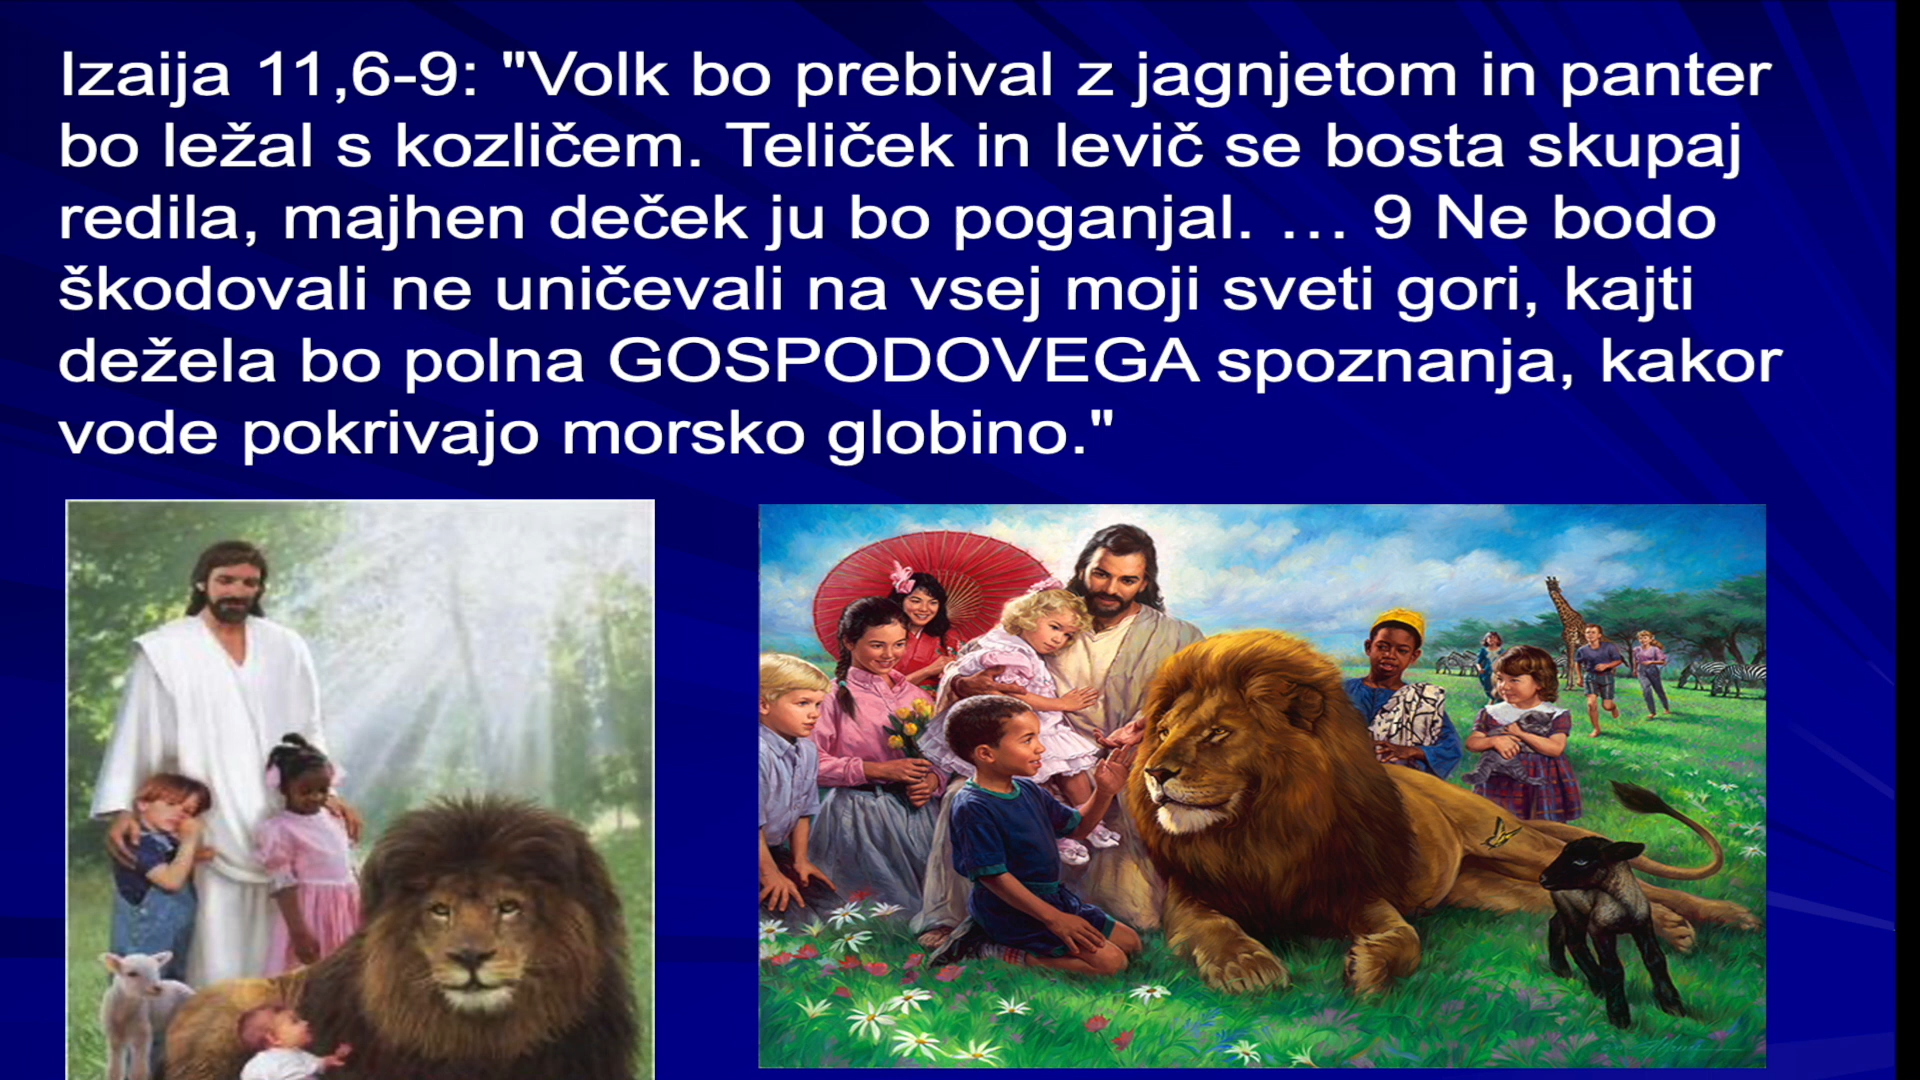 Izaija 11,6-9: "Volk bo prebival z jagnjetom in panter
bo ležal s kozličem. Teliček in levič se bosta skupaj
redila, majhen deček ju bo poganjal. … 9 Ne bodo
škodovali ne uničevali na vsej moji sveti gori, kajti
dežela bo polna GOSPODOVEGA spoznanja, kakor
vode pokrivajo morsko globino."